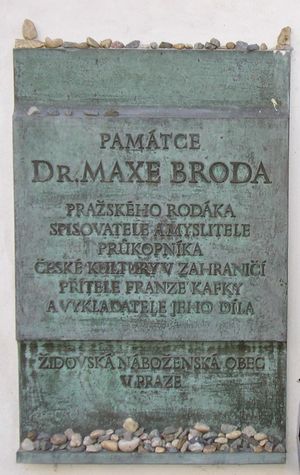 PAMÁTCE
DR. MAXE BRODA
PRAŽSKÉHO RODÁKA
SPISOVATELE A MYSLITELE
PRŮKOPNÍKA
ČESKÉ KULTURY V ZAHRANIČÍ
PŘÍTELE FRANZE KAFKY
A VYKLADATELE JEHO DÍLA
ŽIDOVSKÁ NÁBOŽENSKÁ OBEC
V PRAZE